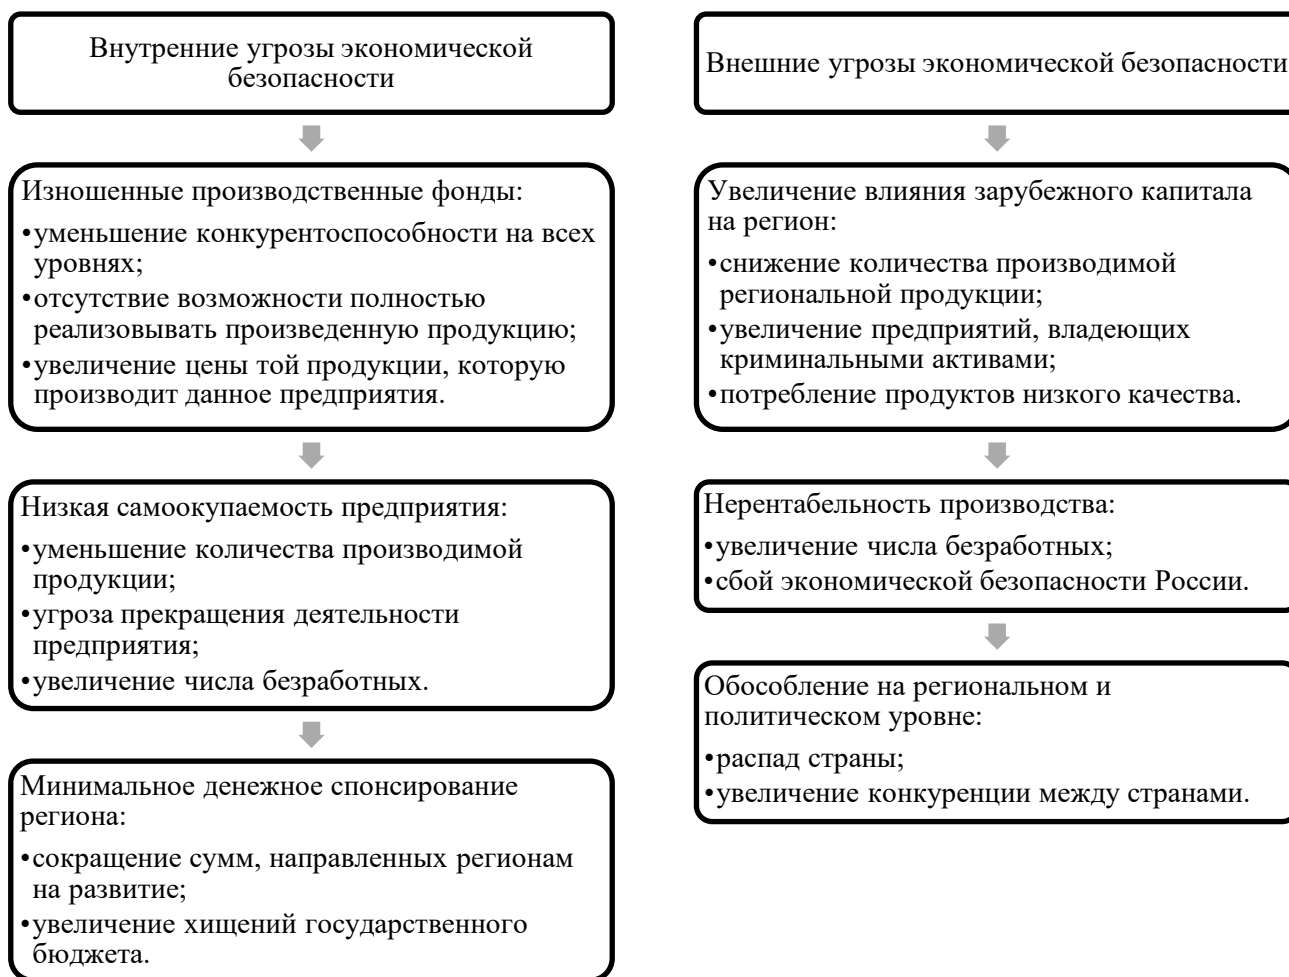 Внутренние угрозы экономической
безопасности
Изношенные производственные фонды:
•уменьшение конкурентоспособности на всех
уровнях;
•отсутствие возможности полностью
реализовывать произведенную продукцию;
•увеличение цены той продукции, которую
производит данное предприятия.
Низкая самоокупаемость предприятия:
•уменьшение количества производимой
продукции;
•угроза прекращения деятельности
предприятия;
•увеличение числа безработных.
Минимальное денежное спонсирование
региона:
•сокращение сумм, направленных регионам
на развитие;
•увеличение хищений государственного
бюджета.
Внешние угрозы экономической безопасности
Увеличение влияния зарубежного капитала
на регион:
•снижение количества производимой
региональной продукции;
•увеличение предприятий, владеющих
криминальными активами;
•потребление продуктов низкого качества.
Нерентабельность производства:
•увеличение числа безработных;
•сбой экономической безопасности России.
Обособление на региональном и
политическом уровне:
•распад страны;
•увеличение конкуренции между странами.